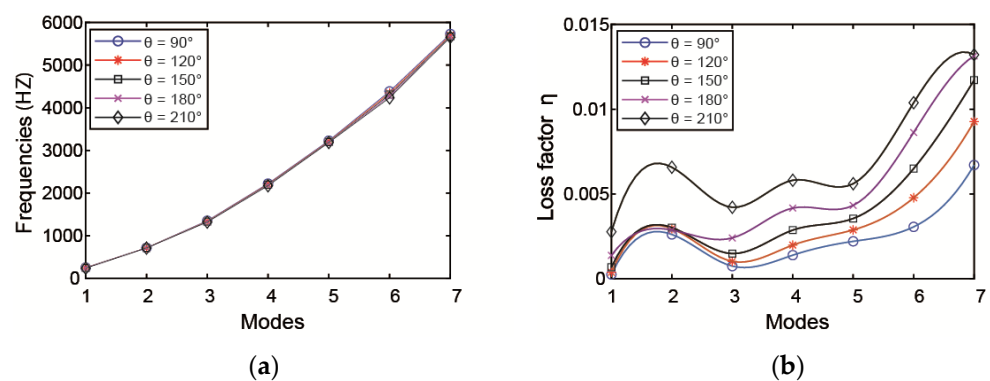 Frequencies (HZ)
6000
5000
4000
3000
2000
1000
0
θ = 90°
θ = 120°
θ = 150°
θ = 180°
θ = 210°
1 2 3 4 5 6 7
Modes
(a)
Loss factor η
0.015
0.01
0.005
0
θ = 90°
θ = 120°
θ = 150°
θ = 180°
θ = 210°
1 2 3 4 5 6 7
Modes
(b)